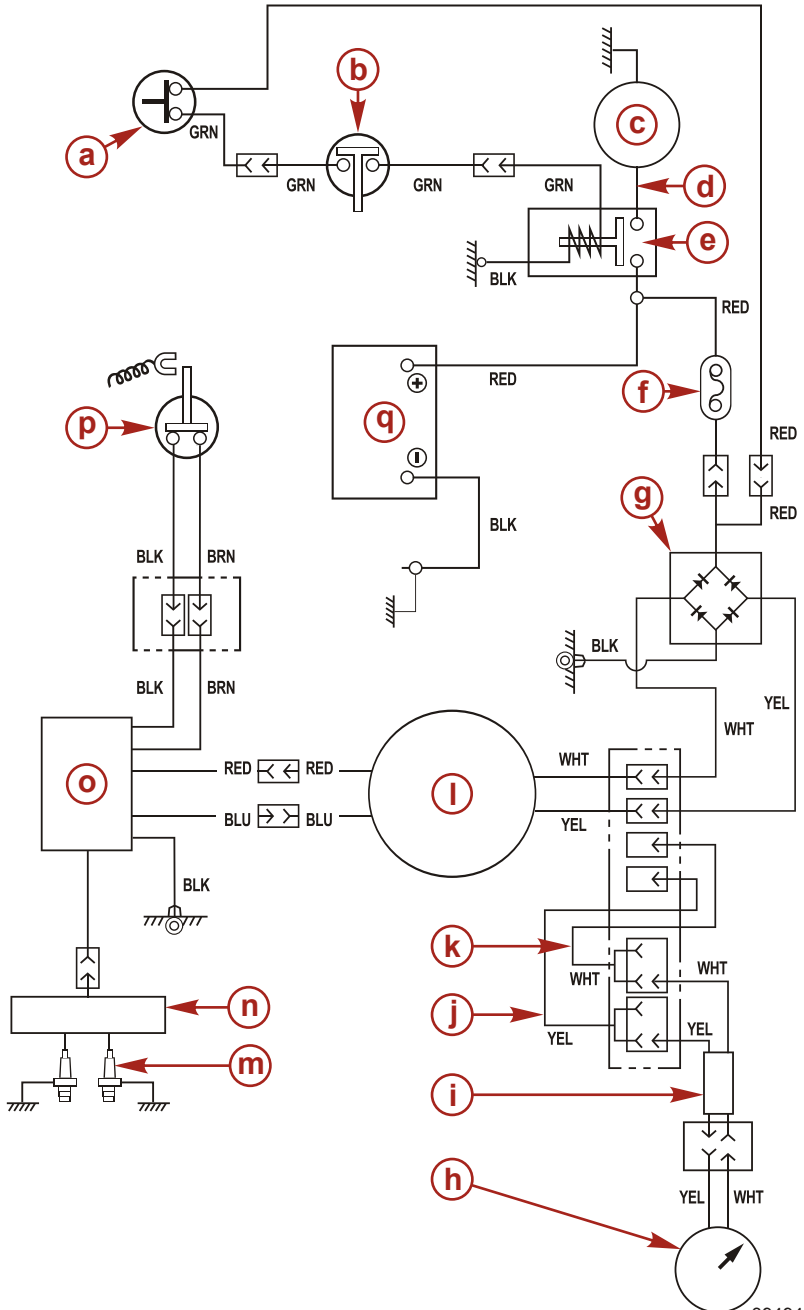 b
c
a
GRN
GRN
GRN
GRN
d
e
BLK
RED
RED
f
p
q
+
−
RED
g
RED
BLK
BLK
BRN
BLK
BLK
BRN
YEL
WHT
o
RED
RED
l
WHT
BLU
BLU
YEL
BLK
k
WHT
WHT
n
j
YEL
YEL
m
i
h
YEL
WHT